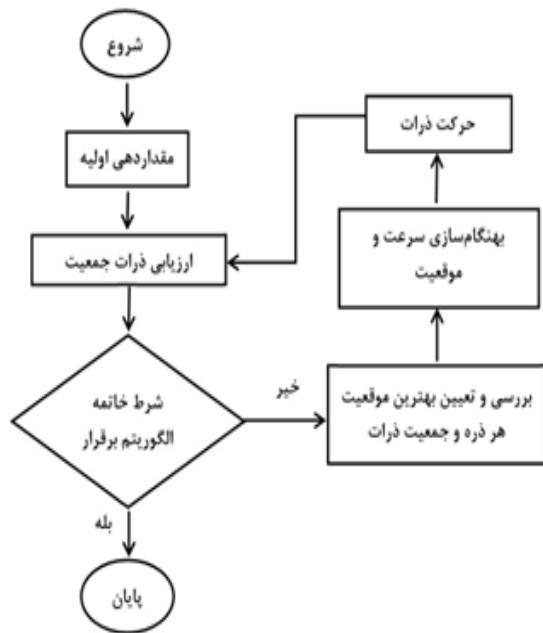 شروع
مقداردهی اولیه
ارزیابی ذرات جمعیت
شرط خاتمه
الگوریتم برقرار
خیر
بررسی و تعیین بهترین موقعیت
هر ذره و جمعیت ذرات
بهنگام‌سازی سرعت و
موقعیت
حرکت ذرات
بله
پایان